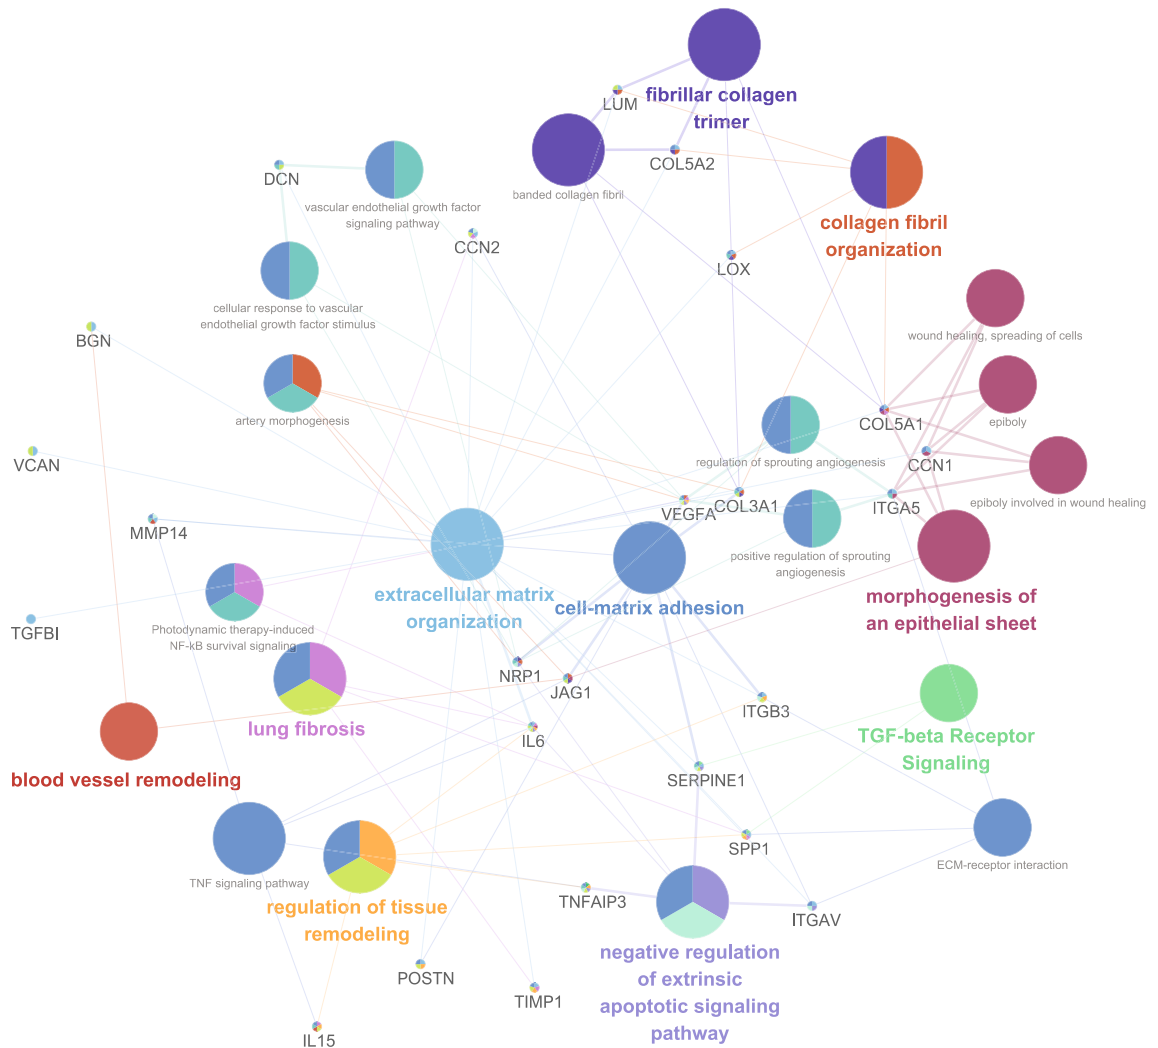 fibrillar collagen
trimer
LUM
COL5A2
banded collagen fibril
DCN
vascular endothelial growth factor
signaling pathway
collagen fibril
organization
CCN2
LOX
cellular response to vascular
endothelial growth factor stimulus
wound healing, spreading of cells
BGN
artery morphogenesis
epiboly
COL5A1
VCAN
regulation of sprouting angiogenesis
CCN1
epiboly involved in wound healing
VEGFA
COL3A1
ITGA5
MMP14
positive regulation of sprouting
angiogenesis
extracellular matrix
organization
cell-matrix adhesion
morphogenesis of
an epithelial sheet
TGFBI
Photodynamic therapy-induced
NF-kB survival signaling
NRP1
JAG1
ITGB3
lung fibrosis
IL6
TGF-beta Receptor
Signaling
blood vessel remodeling
SERPINE1
SPP1
ECM-receptor interaction
TNF signaling pathway
TNFAIP3
ITGAV
regulation of tissue
remodeling
negative regulation
of extrinsic
apoptotic signaling
pathway
POSTN
TIMP1
IL15